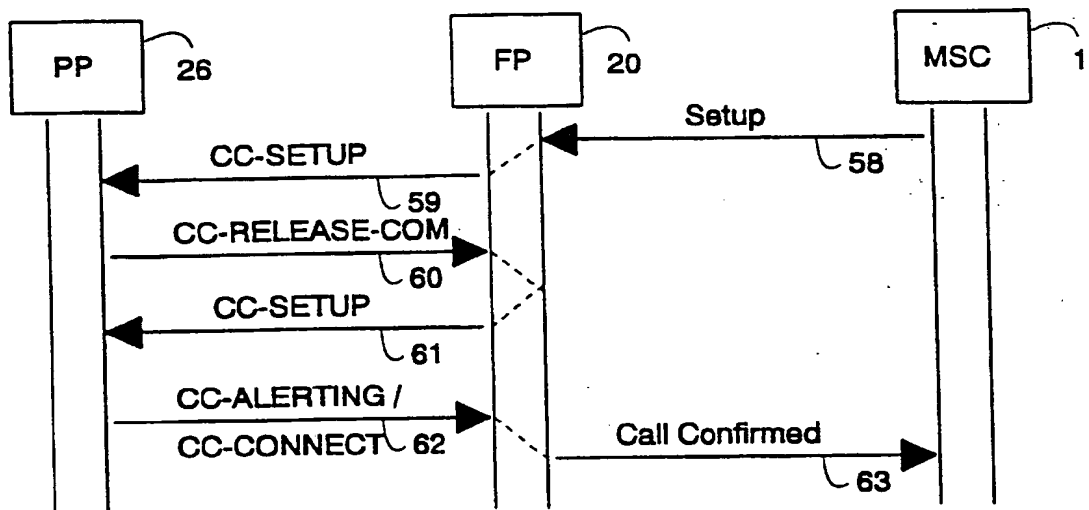 PP
26
FP
20
MSC
1
Setup
58
CC-SETUP
59
CC-RELEASE-COM
60
CC-SETUP
61
CC-ALERTING /
CC-CONNECT
62
Call Confirmed
63